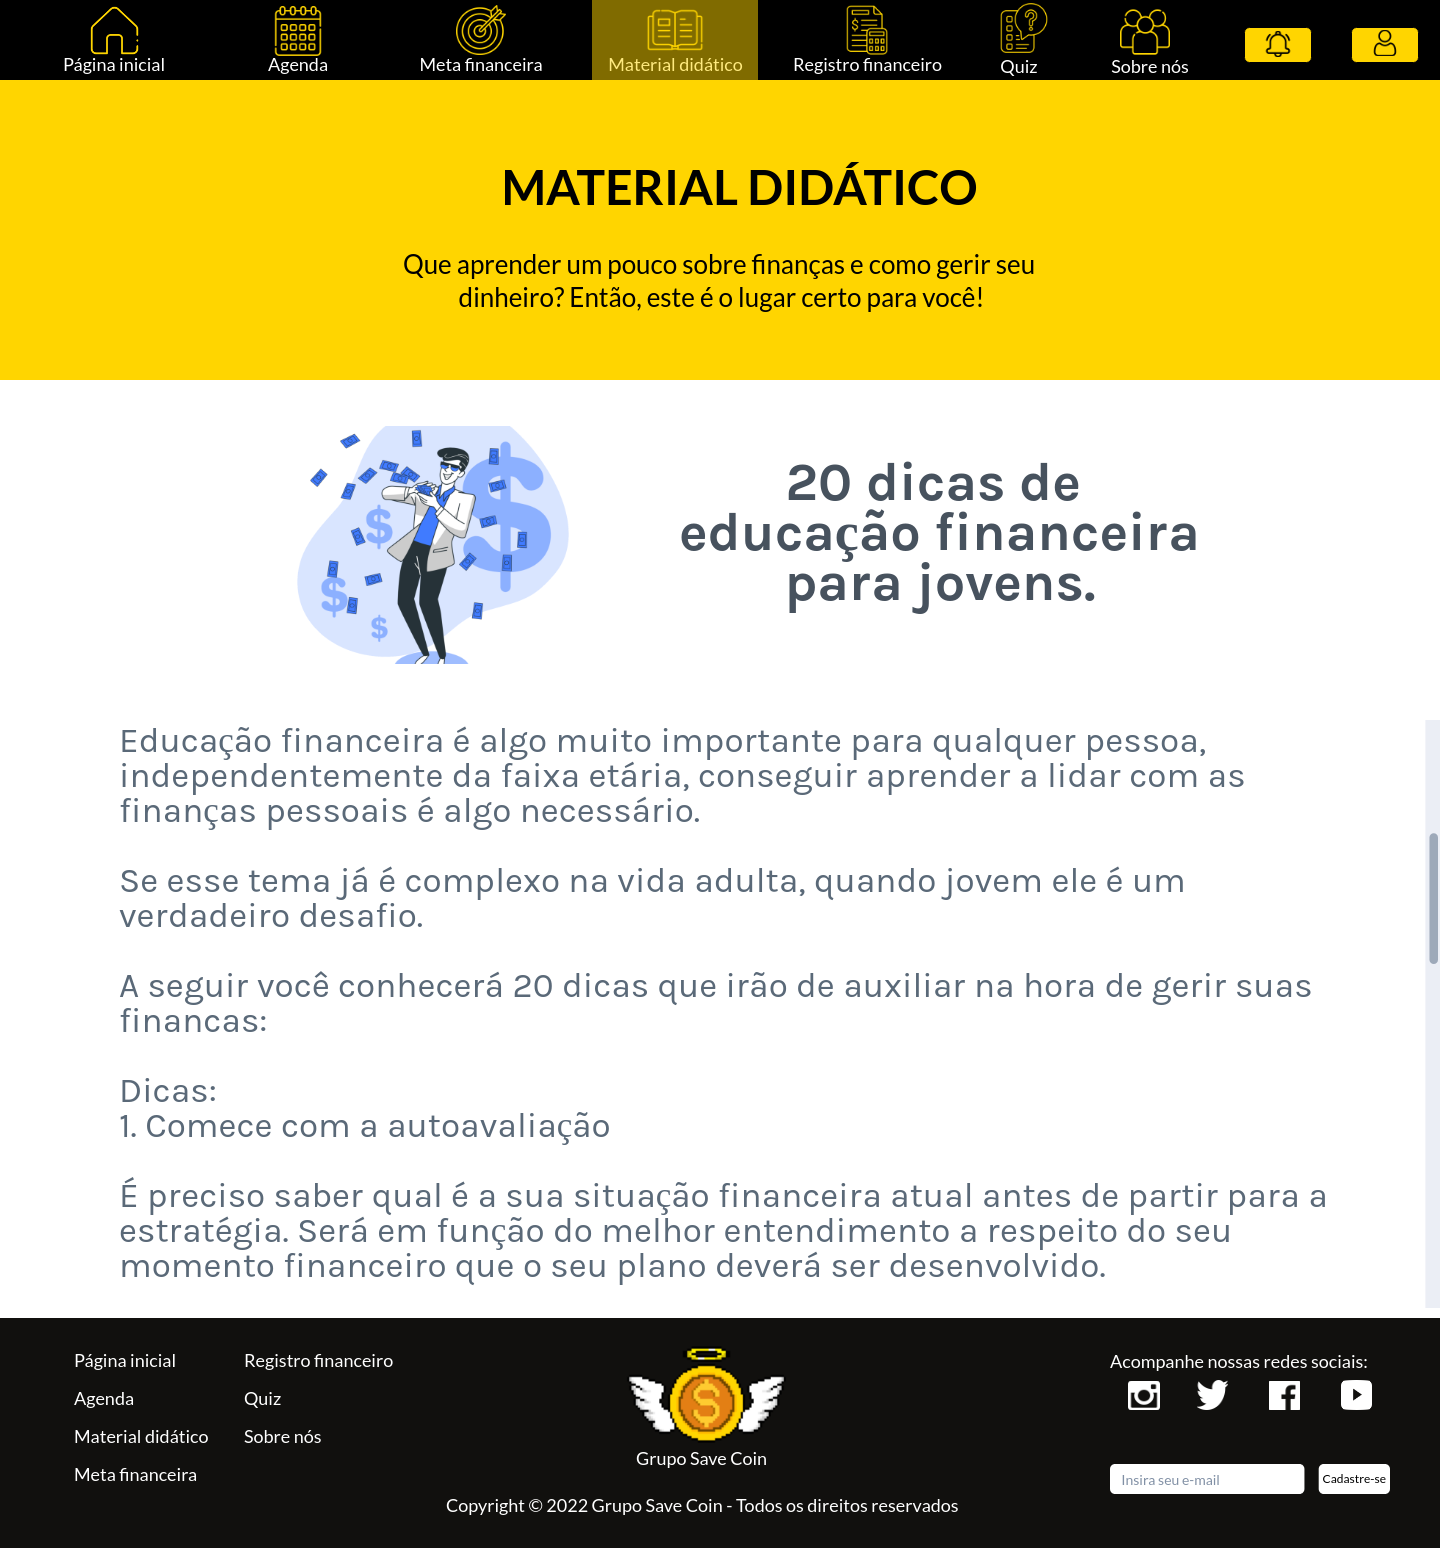 Página inicial
Agenda
Meta financeira
Material didático
Registro financeiro
Quiz
Sobre nós
MATERIAL DIDÁTICO
Que aprender um pouco sobre finanças e como gerir seu
dinheiro? Então, este é o lugar certo para você!
20 dicas de
educação financeira
para jovens.
Educação financeira é algo muito importante para qualquer pessoa,
independentemente da faixa etária, conseguir aprender a lidar com as
finanças pessoais é algo necessário.
Se esse tema já é complexo na vida adulta, quando jovem ele é um
verdadeiro desafio.
A seguir você conhecerá 20 dicas que irão de auxiliar na hora de gerir suas
financas:
Dicas:
1. Comece com a autoavaliação
É preciso saber qual é a sua situação financeira atual antes de partir para a
estratégia. Será em função do melhor entendimento a respeito do seu
momento financeiro que o seu plano deverá ser desenvolvido.
Página inicial
Agenda
Material didático
Meta financeira
Registro financeiro
Quiz
Sobre nós
Grupo Save Coin
Copyright © 2022 Grupo Save Coin - Todos os direitos reservados
Acompanhe nossas redes sociais:
Insira seu e-mail
Cadastre-se